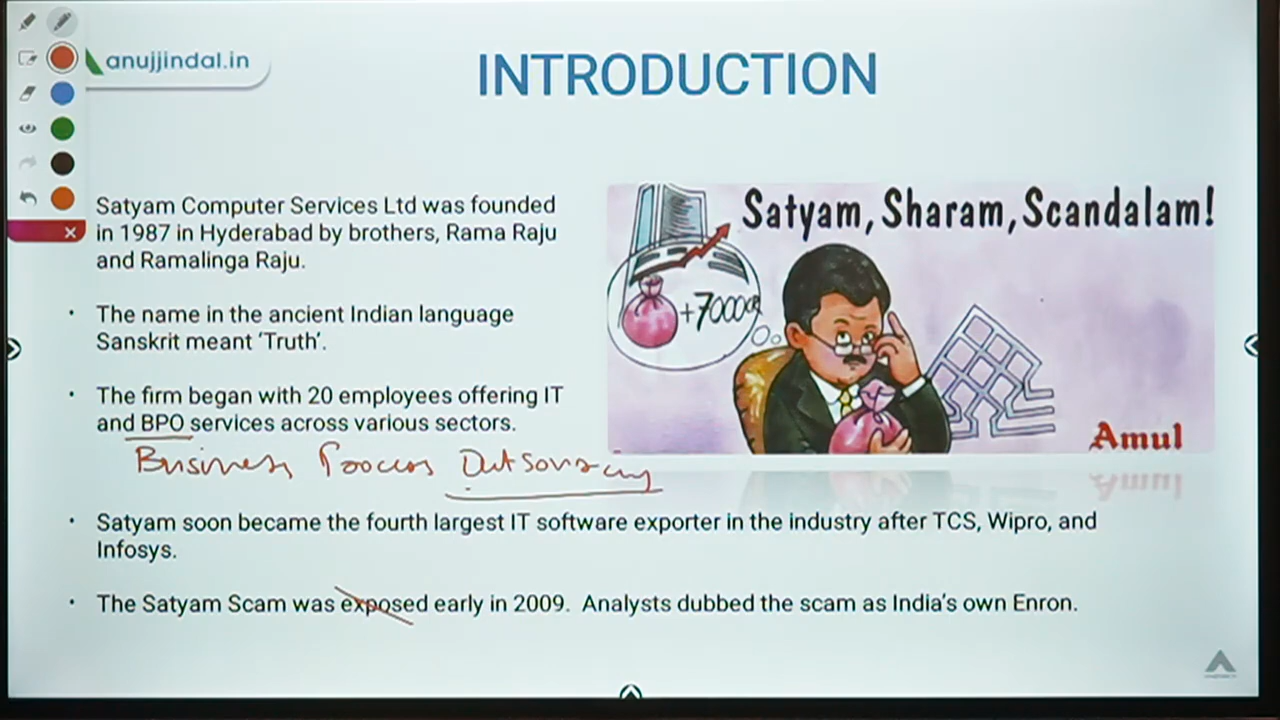 anujjindal.in
INTRODUCTION
Satyam Computer Services Ltd was founded
in 1987 in Hyderabad by brothers, Rama Raju
and Ramalinga Raju.
• The name in the ancient Indian language
Sanskrit meant ‘Truth’.
• The firm began with 20 employees offering IT
and BPO services across various sectors.
Business Process Outsourcing
Satyam, Sharam, Scandalam!
Amul
• Satyam soon became the fourth largest IT software exporter in the industry after TCS, Wipro, and
Infosys.
• The Satyam Scam was exposed early in 2009. Analysts dubbed the scam as India’s own Enron.